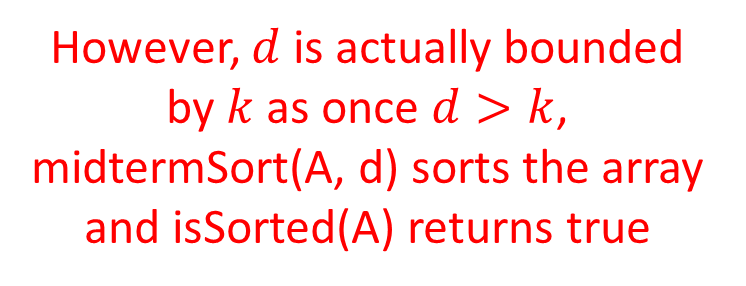 However, d is actually bounded
by k as once d > k,
midtermSort(A, d) sorts the array
and isSorted(A) returns true